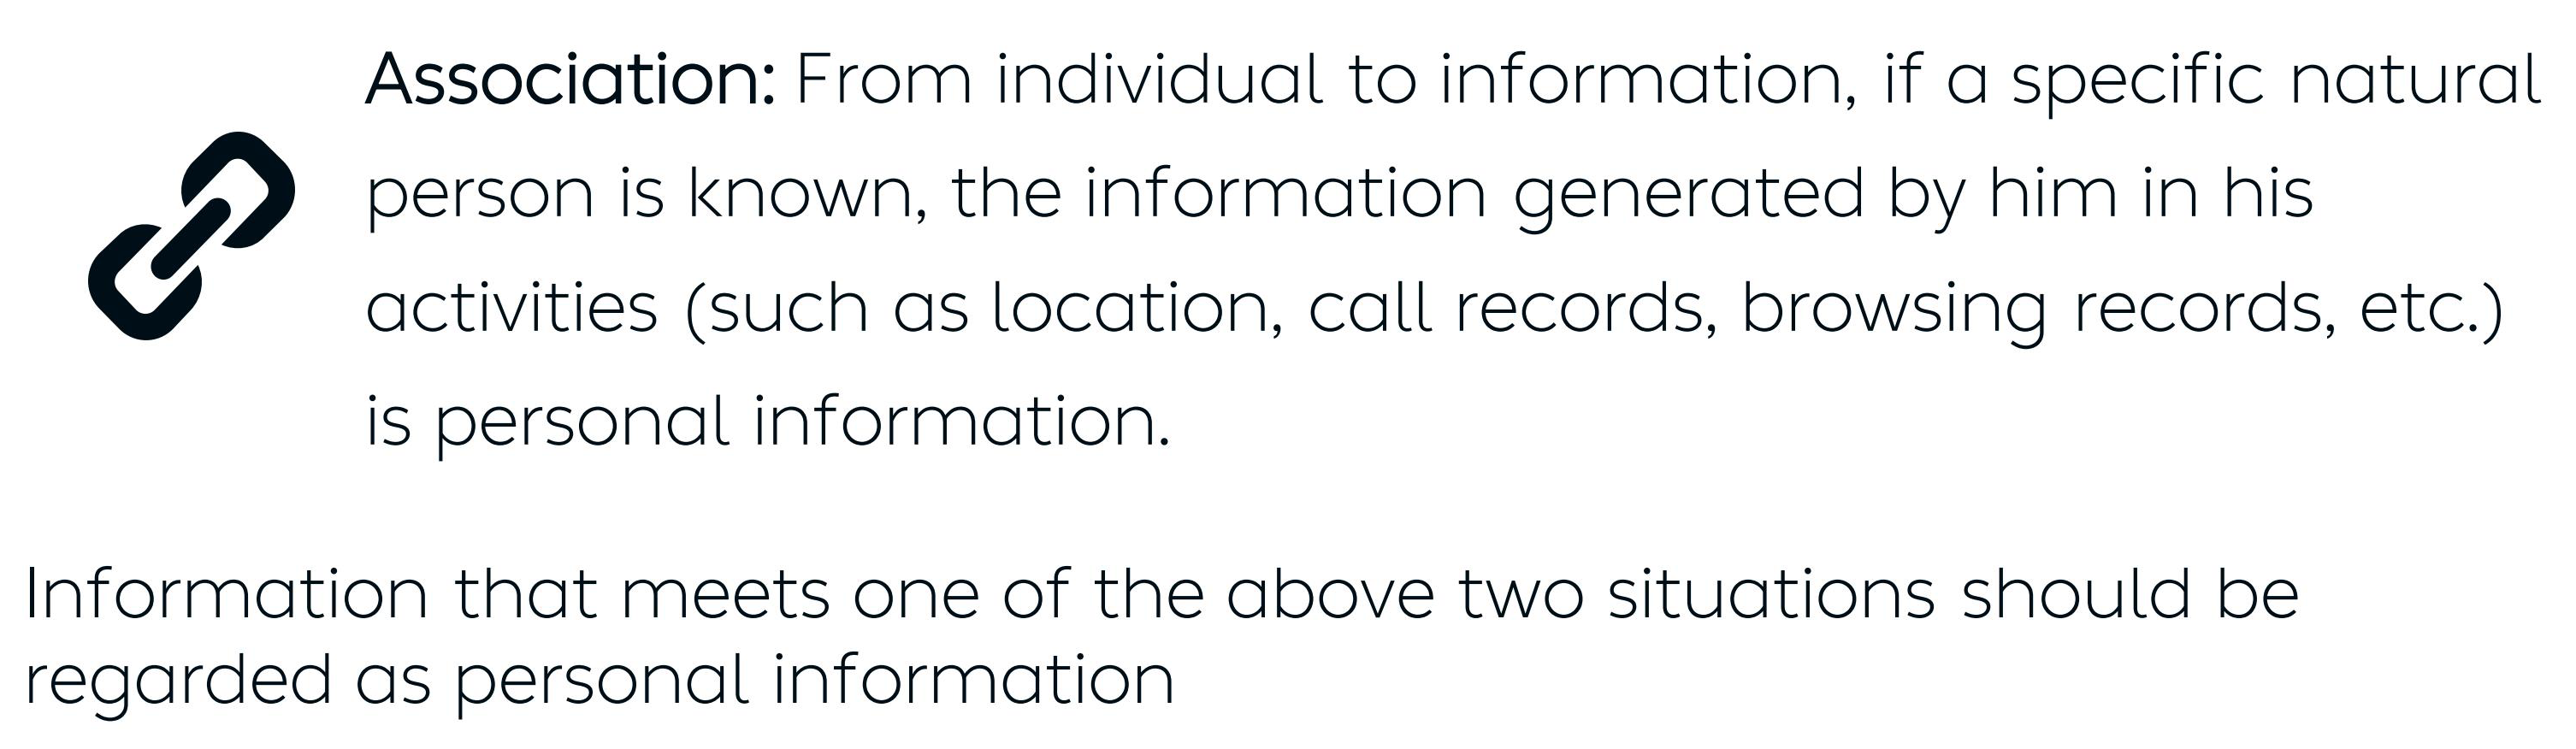 Association: From individual to information, if a specific natural
person is known, the information generated by him in his
activities (such as location, call records, browsing records, etc.)
is personal information.
Information that meets one of the above two situations should be
regarded as personal information